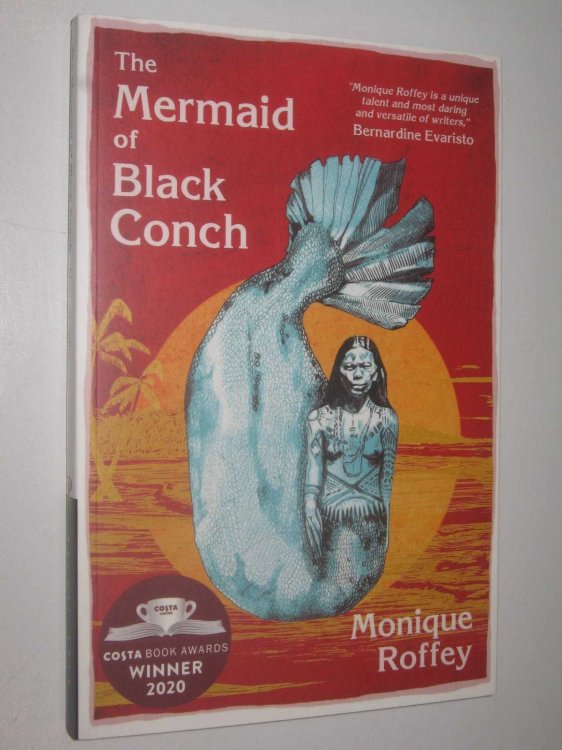 The
Mermaid
of
Black
Conch
"Monique Roffey is a unique
talent and most daring
and versatile of writers,"
Bernardine Evaristo
COSTA
COFFEE
COSTA BOOK AWARDS
WINNER
2020
Monique
Roffey